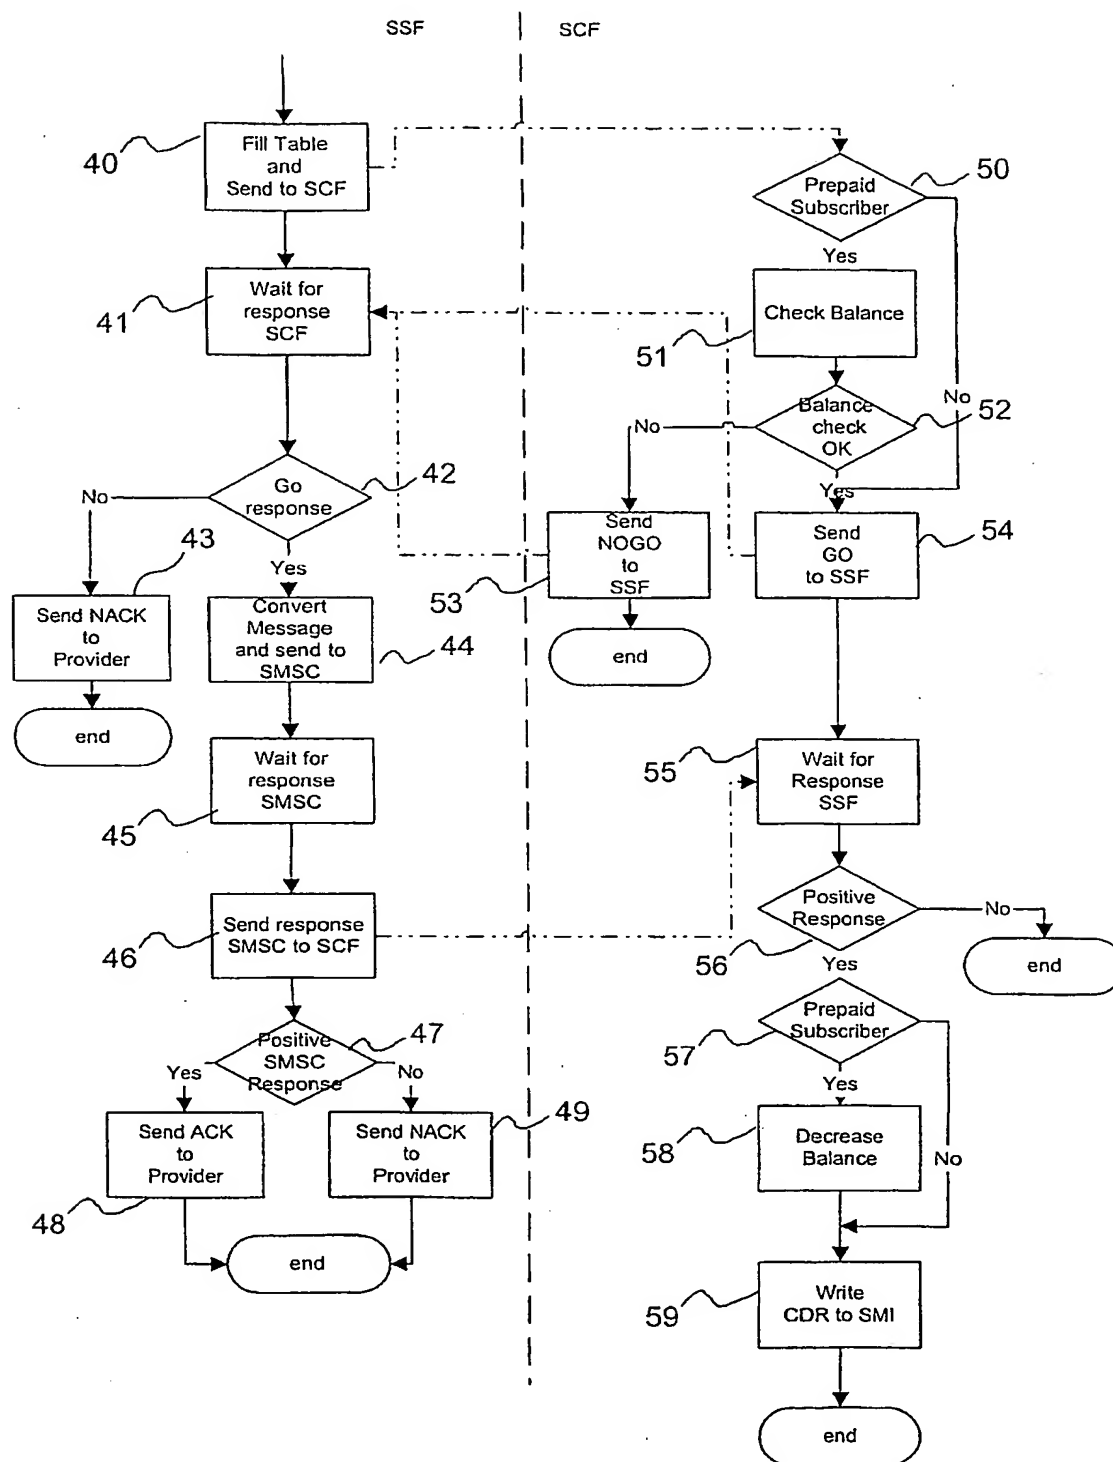 SSF
SCF
40
Fill Table
and
Send to SCF
50
Prepaid
Subscriber
Yes
41
Wait for
response
SCF
Check Balance
51
No
Balance
check
OK
52
No
Yes
Go
response
42
No
Yes
43
Send NACK
to
Provider
end
Convert
Message
and send to
SMSC
44
Send
NOGO
to
SSF
53
end
Send
GO
to SSF
54
Wait for
response
SMSC
45
55
Wait for
Response
SSF
Send response
SMSC to SCF
46
Positive
Response
No
56
end
Yes
Positive
SMSC
Response
47
Yes
No
Prepaid
Subscriber
57
Yes
No
Send ACK
to
Provider
48
Send NACK
to
Provider
49
end
58
Decrease
Balance
59
Write
CDR to SMI
end